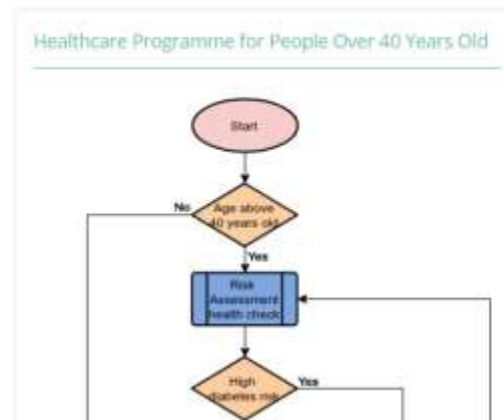 Healthcare Programme for People Over 40 Years Old
Start
Age above
40 years old
No
Yes
Risk
Assessment
health check
High
diabetes risk
Yes